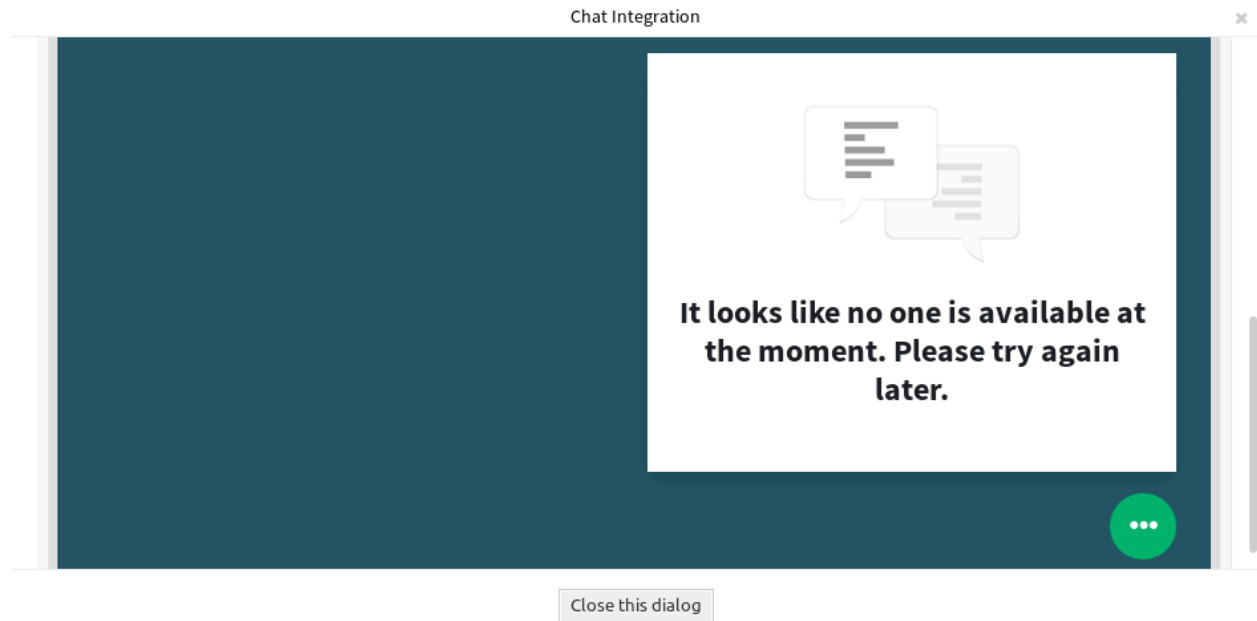 Chat Integration
It looks like no one is available at
the moment. Please try again
later.
Close this dialog